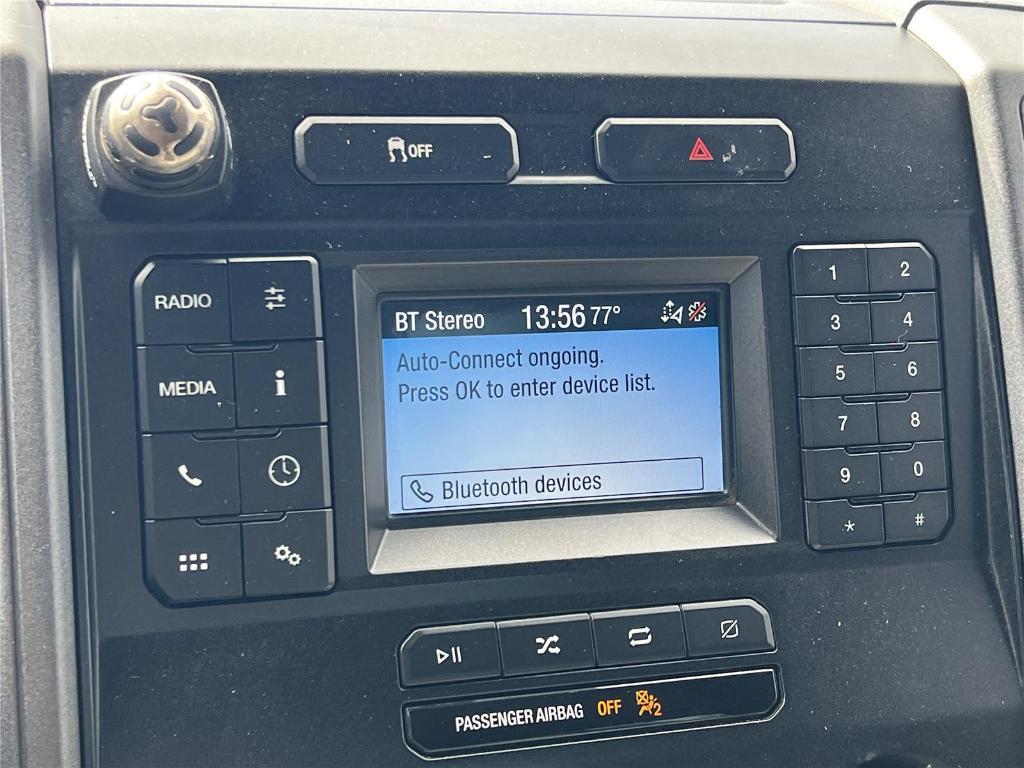 OFF
RADIO
MEDIA
i
BT Stereo 13:56 77°
Auto-Connect ongoing.
Press OK to enter device list.
Bluetooth devices
1 2
3 4
5 6
7 8
9 0
* #
PASSENGER AIRBAG OFF 2